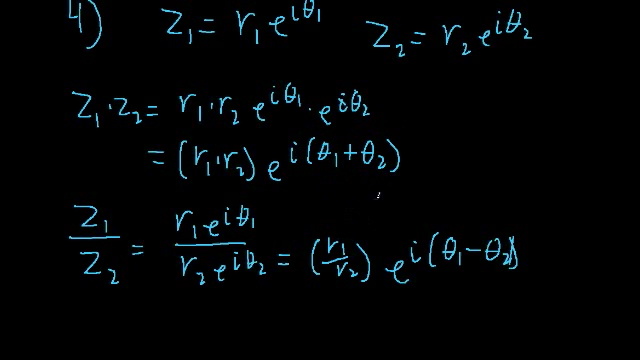 4) z₁ = r₁e^{iθ₁} z₂ = r₂e^{iθ₂}
z₁·z₂ = r₁·r₂ e^{iθ₁}·e^{iθ₂}
= (r₁·r₂) e^{i(θ₁+θ₂)}
z₁/z₂ = r₁e^{iθ₁}/r₂e^{iθ₂} = (r₁/r₂) e^{i(θ₁−θ₂)}